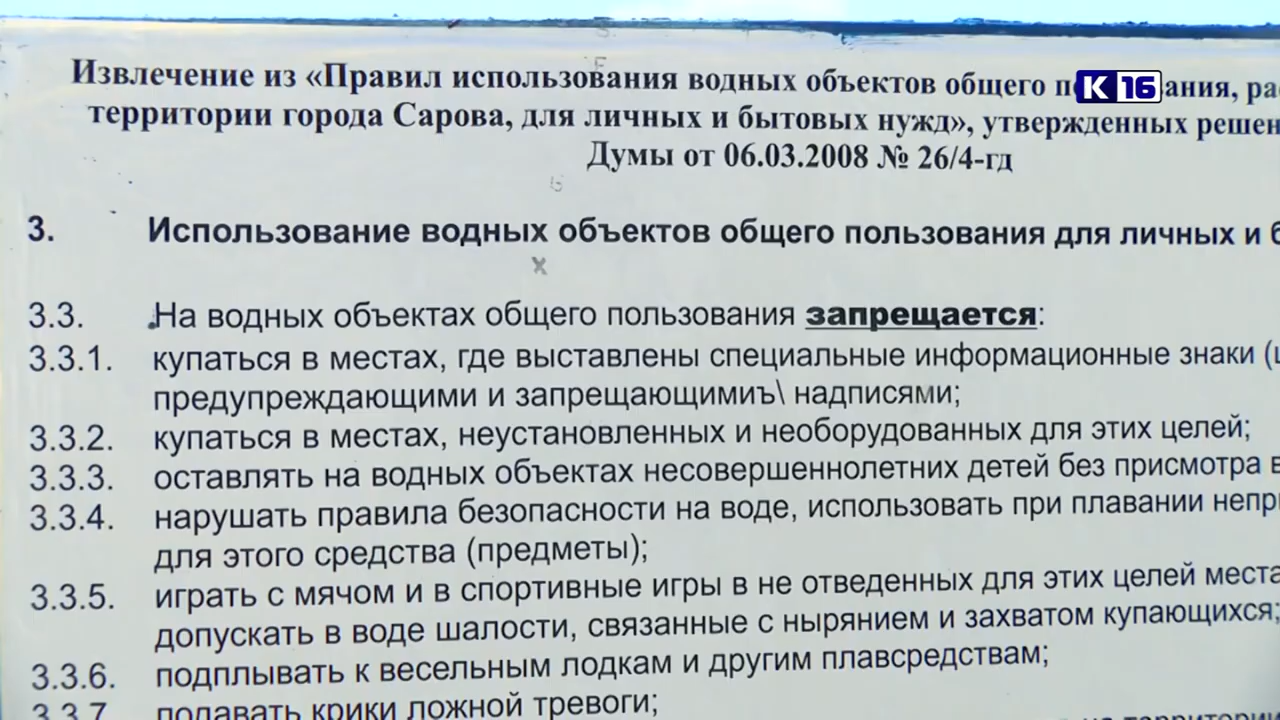 Извлечение из «Правил использования водных объектов общего
К 16
территории города Сарова, для личных и бытовых нужд», утвержденных
Думы от 06.03.2008 № 26/4-гд
3. Использование водных объектов общего пользования для личных и
3.3. На водных объектах общего пользования запрещается:
3.3.1. купаться в местах, где выставлены специальные информационные знаки
предупреждающими и запрещающимиъ\ надписями;
3.3.2. купаться в местах, неустановленных и необорудованных для этих целей;
3.3.3. оставлять на водных объектах несовершеннолетних детей без присмотра
3.3.4. нарушать правила безопасности на воде, использовать при плавании
для этого средства (предметы);
3.3.5. играть с мячом и в спортивные игры в не отведенных для этих целей
допускать в воде шалости, связанные с нырянием и захватом купающихся;
3.3.6. подплывать к весельным лодкам и другим плавсредствам;
3.3.7 подавать крики ложной тревоги;